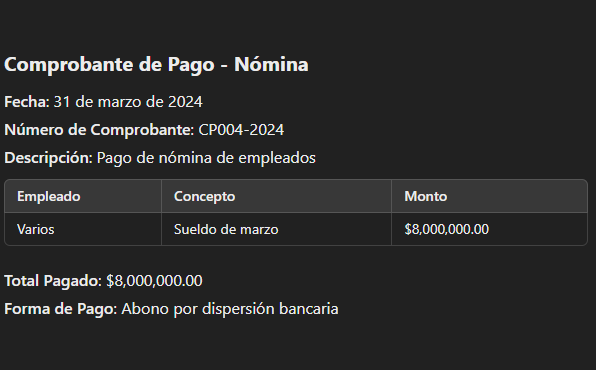 Comprobante de Pago - Nómina
Fecha: 31 de marzo de 2024
Número de Comprobante: CP004-2024
Descripción: Pago de nómina de empleados
Empleado Concepto Monto
Varios Sueldo de marzo $8,000,000.00
Total Pagado: $8,000,000.00
Forma de Pago: Abono por dispersión bancaria